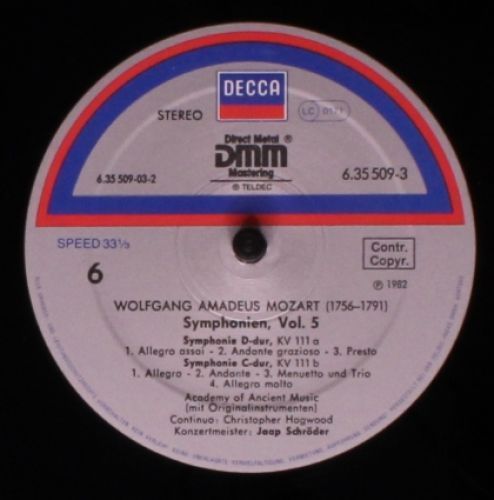 DECCA
STEREO
LC 0171
Direct Metal ®
DMM
Mastering
℗ TELDEC
6.35 509-03-2
6.35 509-3
SPEED 33⅓
Contr.
Copyr.
6
℗ 1982
WOLFGANG AMADEUS MOZART (1756–1791)
Symphonien, Vol. 5
Symphonie D-dur, KV 111 a
1. Allegro assai - 2. Andante grazioso - 3. Presto
Symphonie C-dur, KV 111 b
1. Allegro - 2. Andante - 3. Menuetto und Trio
4. Allegro molto
Academy of Ancient Music
(mit Originalinstrumenten)
Continuo: Christopher Hogwood
Konzertmeister: Jaap Schröder